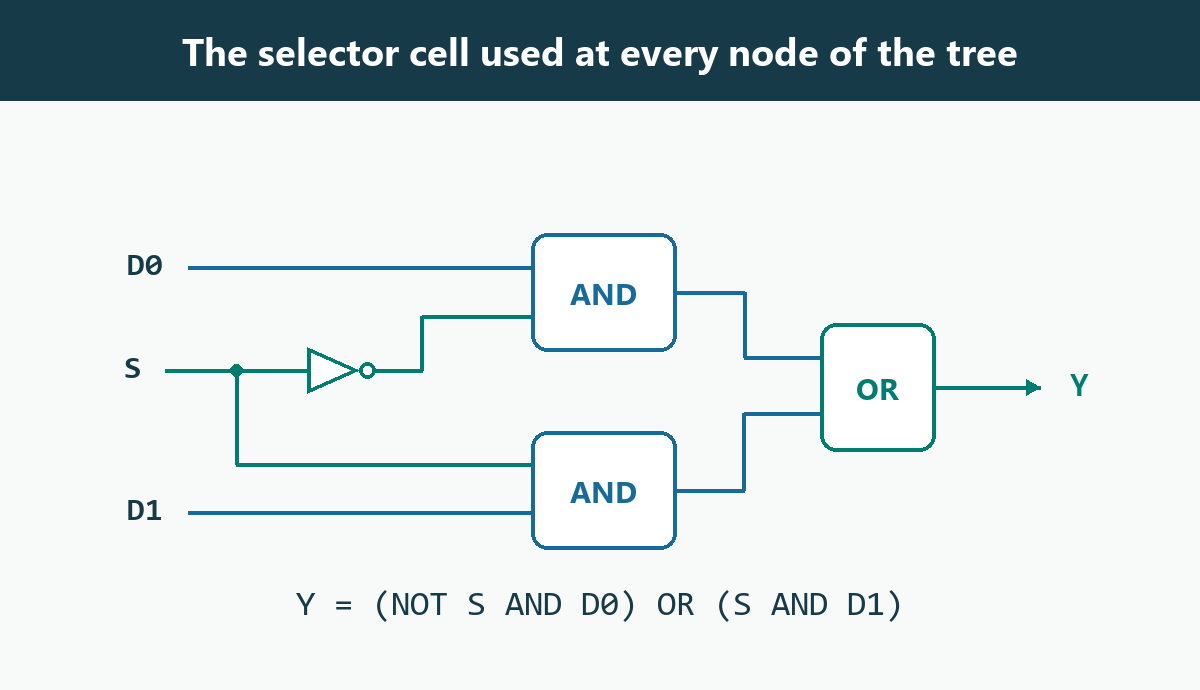 The selector cell used at every node of the tree
D0
AND
S
OR
Y
AND
D1
Y = (NOT S AND D0) OR (S AND D1)